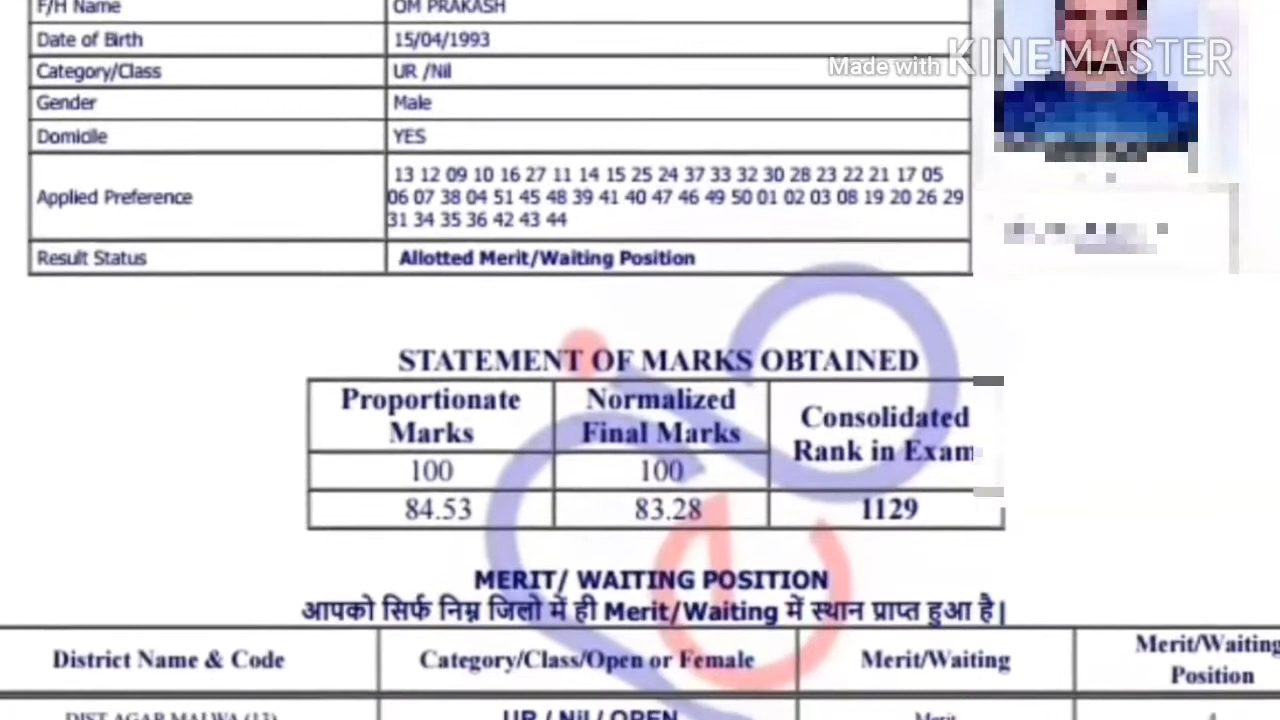 F/H Name OM PRAKASH
Made with KINEMASTER
Date of Birth 15/04/1993
Category/Class UR /Nil
Gender Male
Domicile YES
Applied Preference
13 12 09 10 16 27 11 14 15 25 24 37 33 32 30 28 23 22 21 17 05
06 07 38 04 51 45 48 39 41 40 47 46 49 50 01 02 03 08 19 20 26 29
31 34 35 36 42 43 44
Result Status Allotted Merit/Waiting Position
STATEMENT OF MARKS OBTAINED
Proportionate Marks
Normalized Final Marks
Consolidated Rank in Exam
100 100
84.53 83.28 1129
MERIT/ WAITING POSITION
आपको सिर्फ निम्न जिलो में ही Merit/Waiting में स्थान प्राप्त हुआ है|
District Name & Code Category/Class/Open or Female Merit/Waiting Merit/Waiting Position
DIST AGAR MALWA (13) UR / Nil / OPEN Merit